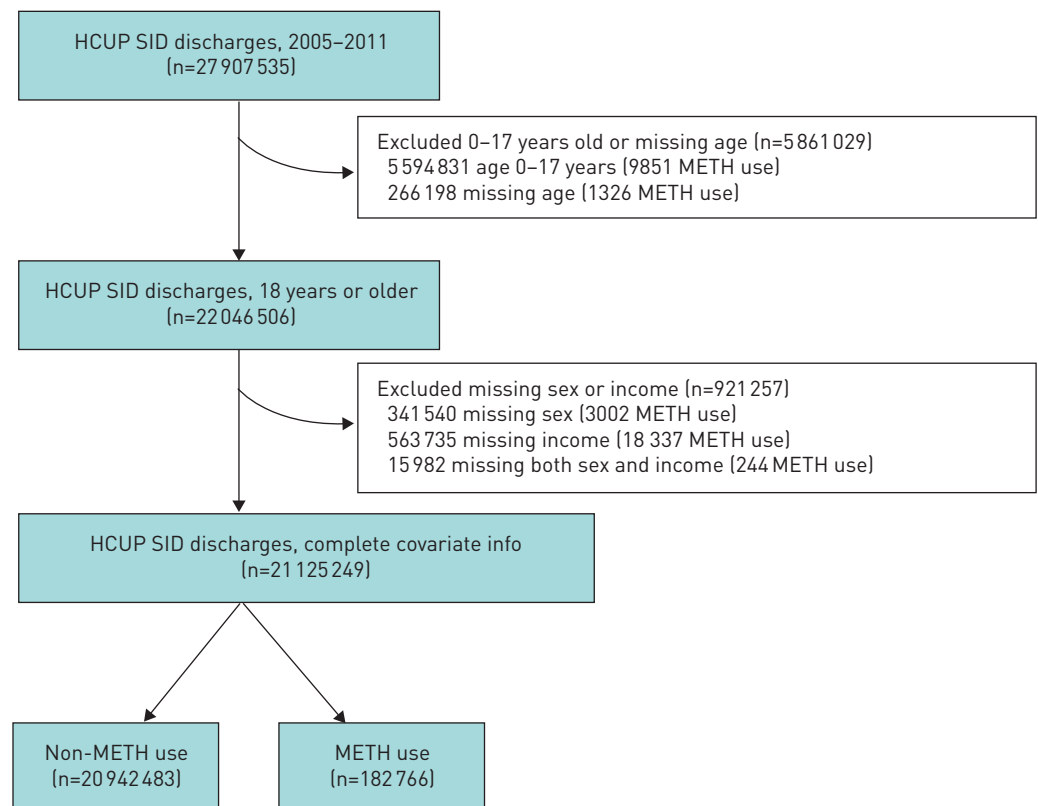 HCUP SID discharges, 2005–2011
(n=27 907 535)
Excluded 0–17 years old or missing age (n=5 861 029)
5 594 831 age 0–17 years (9851 METH use)
266 198 missing age (1326 METH use)
HCUP SID discharges, 18 years or older
(n=22 046 506)
Excluded missing sex or income (n=921 257)
341 540 missing sex (3002 METH use)
563 735 missing income (18 337 METH use)
15 982 missing both sex and income (244 METH use)
HCUP SID discharges, complete covariate info
(n=21 125 249)
Non-METH use
(n=20 942 483)
METH use
(n=182 766)